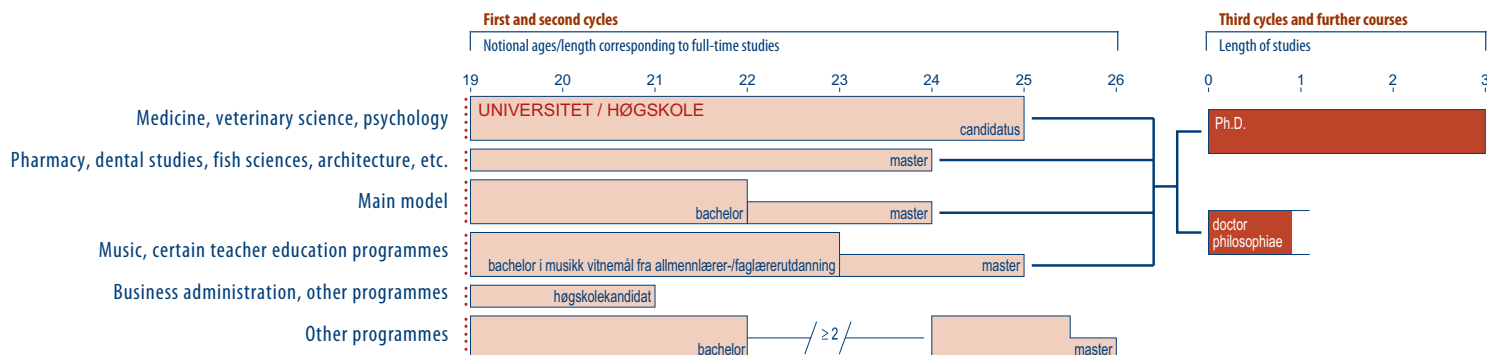 First and second cycles
Third cycles and further courses
Notional ages/length corresponding to full-time studies
Length of studies
19 20 21 22 23 24 25 26
0 1 2 3
Medicine, veterinary science, psychology
UNIVERSITET / HØGSKOLE
candidatus
Ph.D.
Pharmacy, dental studies, fish sciences, architecture, etc.
master
Main model
bachelor
master
doctor
philosophiae
Music, certain teacher education programmes
bachelor i musikk vitnemål fra allmennlærer-/faglærerutdanning
master
Business administration, other programmes
høgskolekandidat
Other programmes
bachelor
≥ 2
master